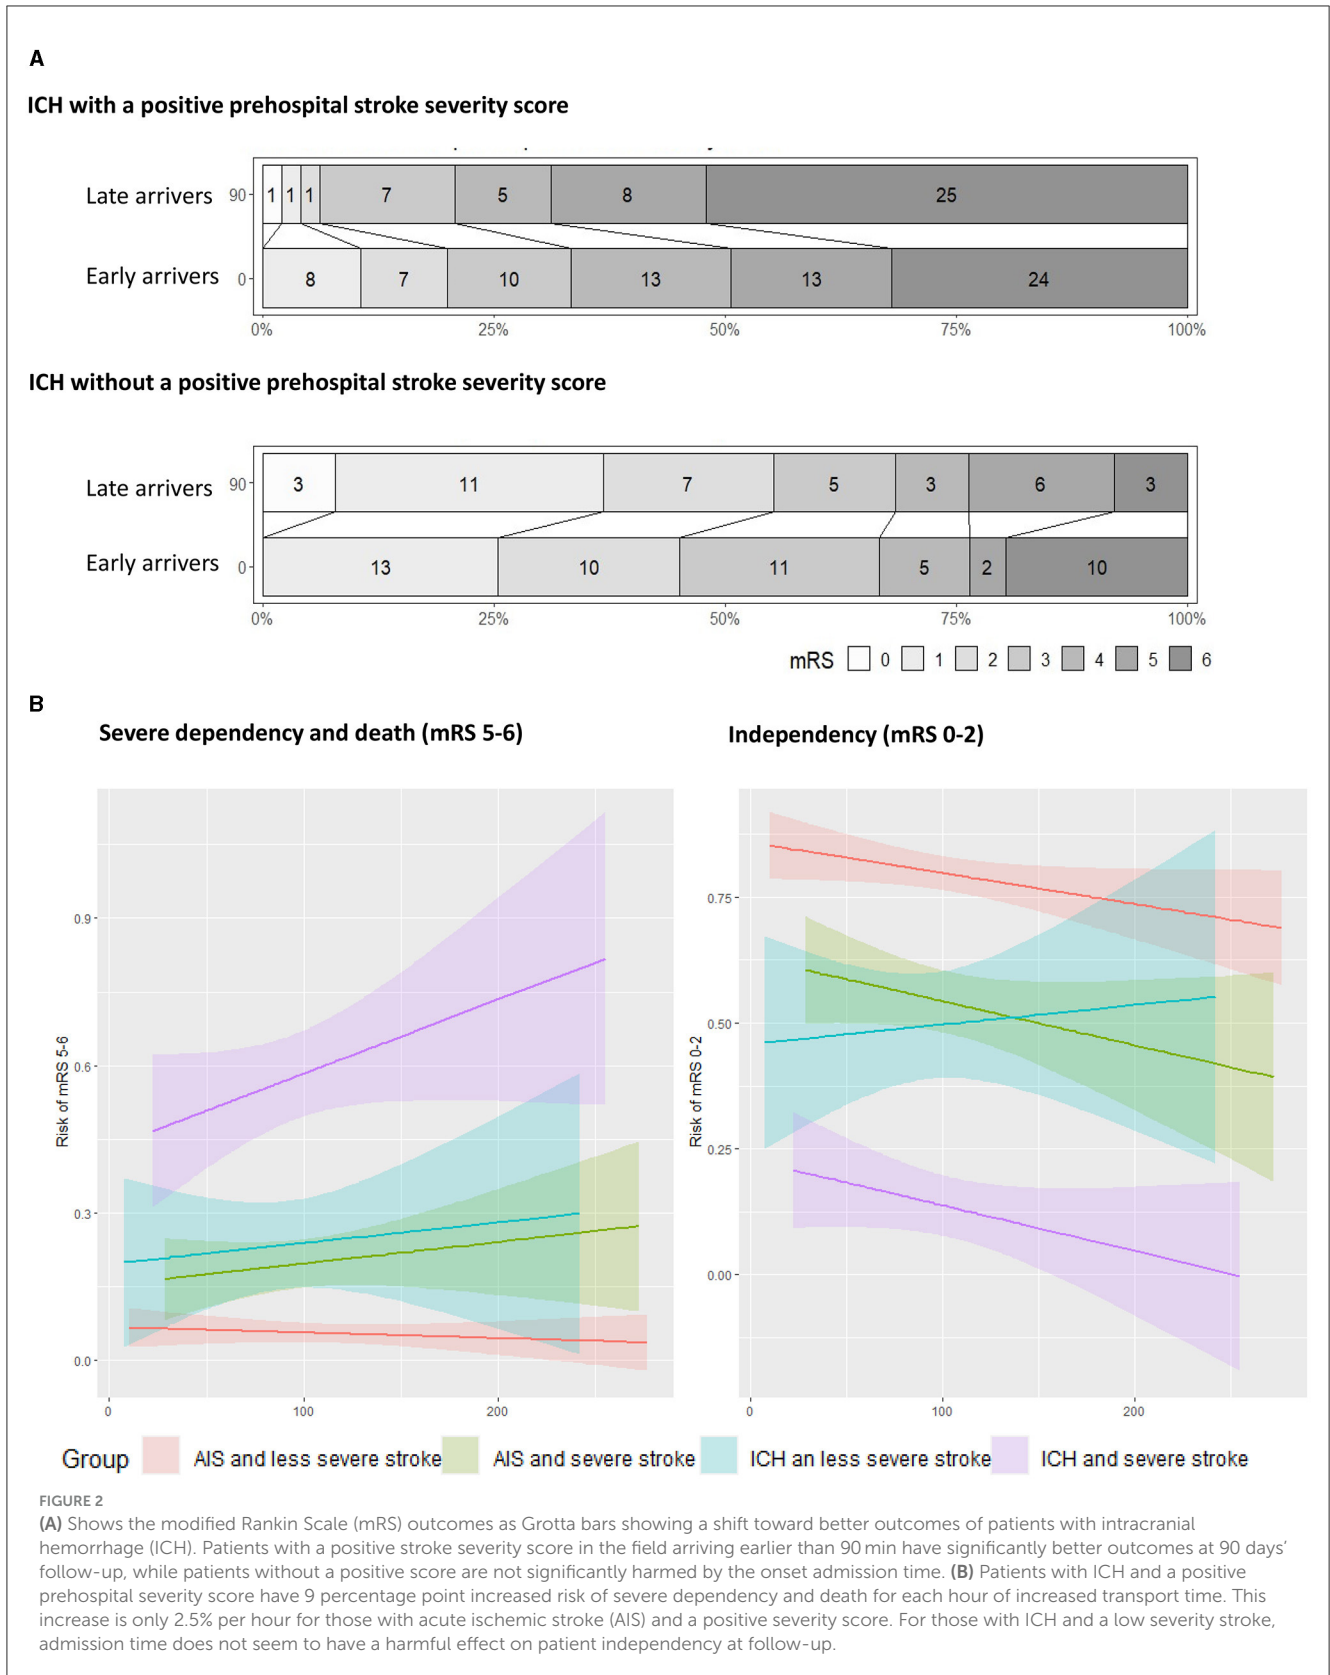 A
ICH with a positive prehospital stroke severity score
Late arrivers 90 1 1 1 7 5 8 25
Early arrivers 0 8 7 10 13 13 24
0% 25% 50% 75% 100%
ICH without a positive prehospital stroke severity score
Late arrivers 90 3 11 7 5 3 6 3
Early arrivers 0 13 10 11 5 2 10
0% 25% 50% 75% 100%
mRS 0 1 2 3 4 5 6
B
Severe dependency and death (mRS 5-6)
Risk of mRS 5-6
0.9
0.6
0.3
0.0
0 100 200
Independency (mRS 0-2)
Risk of mRS 0-2
0.75
0.50
0.25
0.00
0 100 200
Group AIS and less severe stroke AIS and severe stroke ICH an less severe stroke ICH and severe stroke
FIGURE 2
(A) Shows the modified Rankin Scale (mRS) outcomes as Grotta bars showing a shift toward better outcomes of patients with intracranial
hemorrhage (ICH). Patients with a positive stroke severity score in the field arriving earlier than 90 min have significantly better outcomes at 90 days'
follow-up, while patients without a positive score are not significantly harmed by the onset admission time. (B) Patients with ICH and a positive
prehospital severity score have 9 percentage point increased risk of severe dependency and death for each hour of increased transport time. This
increase is only 2.5% per hour for those with acute ischemic stroke (AIS) and a positive severity score. For those with ICH and a low severity stroke,
admission time does not seem to have a harmful effect on patient independency at follow-up.